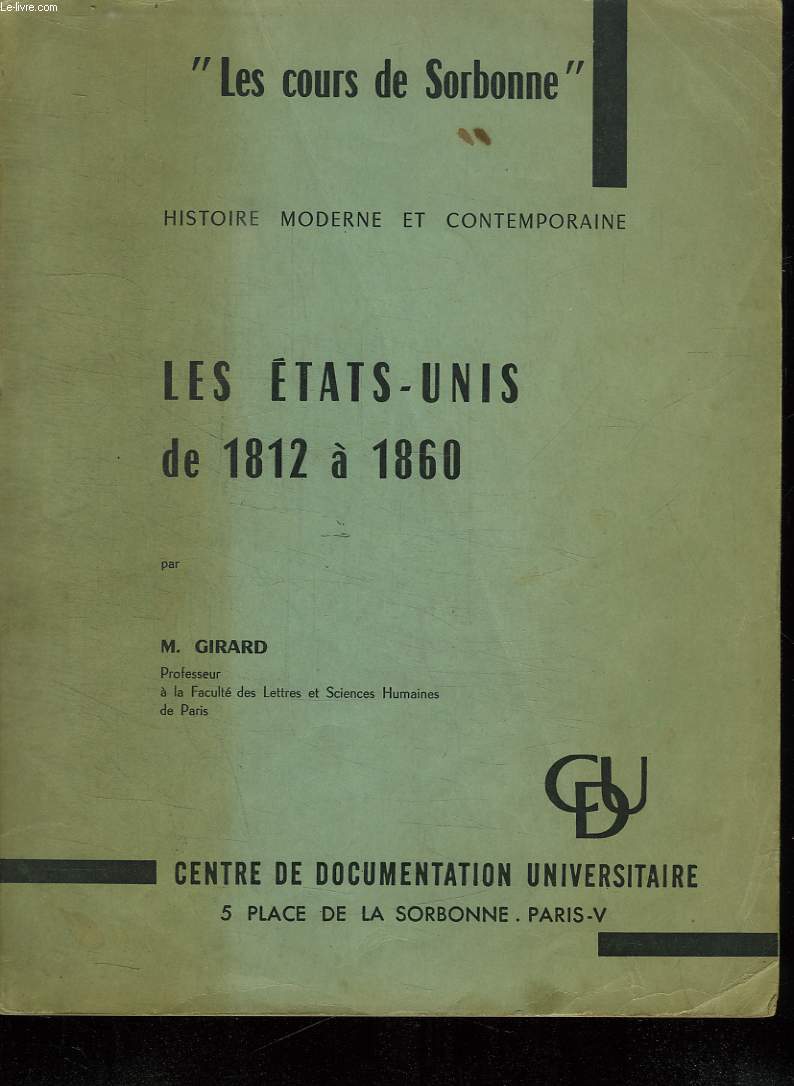 Le-livre.com
" Les cours de Sorbonne "
HISTOIRE MODERNE ET CONTEMPORAINE
LES ÉTATS-UNIS
de 1812 à 1860
par
M. GIRARD
Professeur
à la Faculté des Lettres et Sciences Humaines
de Paris
CDU
CENTRE DE DOCUMENTATION UNIVERSITAIRE
5 PLACE DE LA SORBONNE . PARIS-V